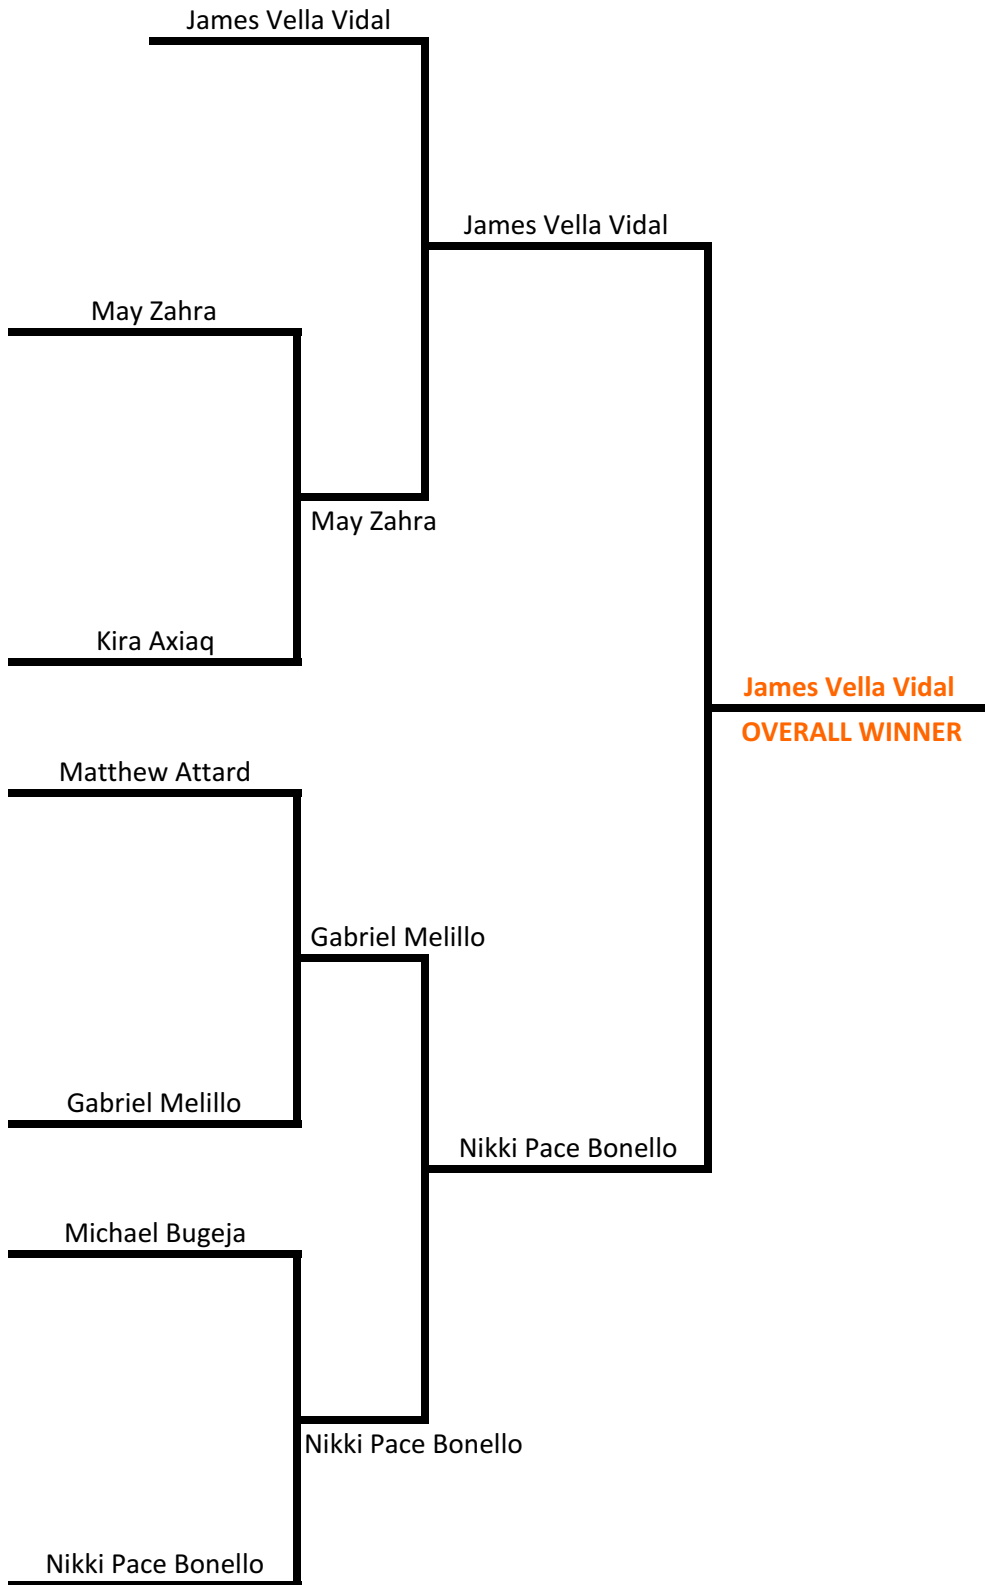 James Vella Vidal
James Vella Vidal
May Zahra
May Zahra
Kira Axiaq
James Vella Vidal
OVERALL WINNER
Matthew Attard
Gabriel Melillo
Gabriel Melillo
Nikki Pace Bonello
Michael Bugeja
Nikki Pace Bonello
Nikki Pace Bonello